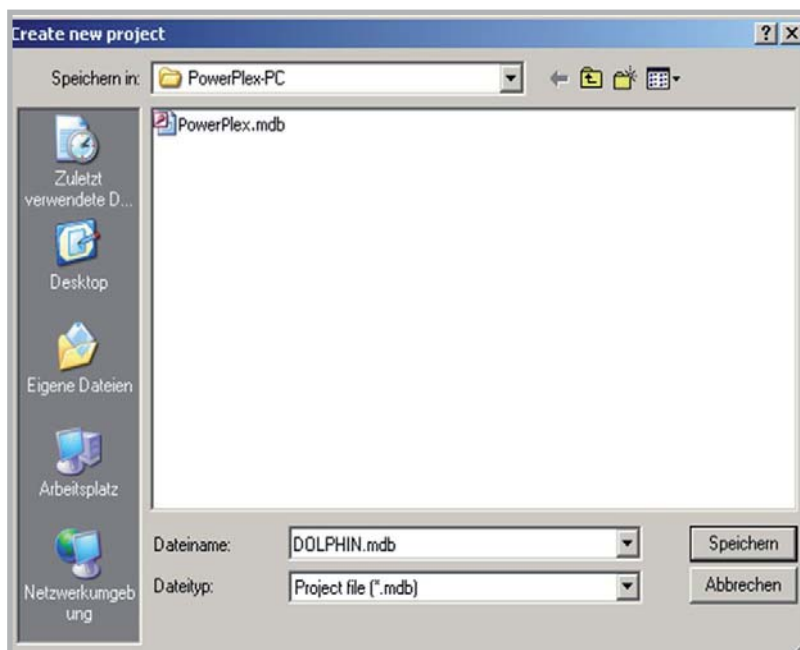 Create new project
Speichern in: PowerPlex-PC
PowerPlex.mdb
Zuletzt
verwendete D...
Desktop
Eigene Dateien
Arbeitsplatz
Netzwerkumgeb
ung
Dateiname: DOLPHIN.mdb Speichern
Dateityp: Project file (*.mdb) Abbrechen